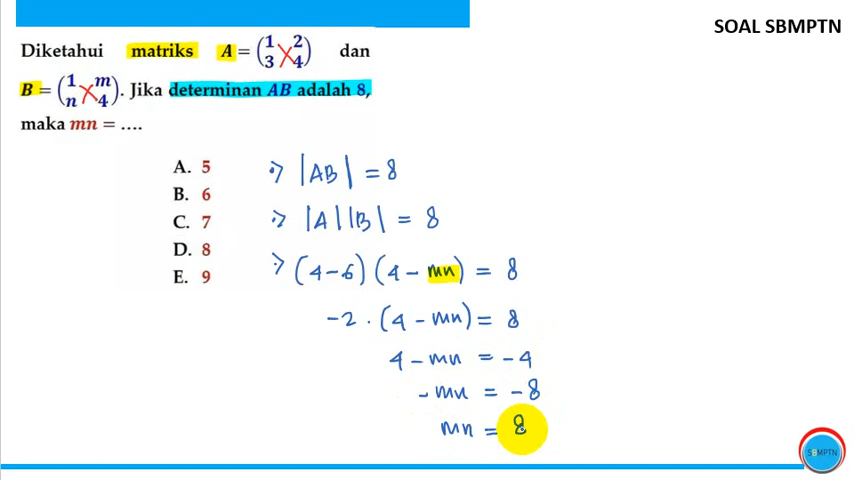 SOAL SBMPTN
Diketahui matriks A = (1 2 3 4) dan
B = (1 m n 4). Jika determinan AB adalah 8,
maka mn = ....
A. 5
B. 6
C. 7
D. 8
E. 9
|AB| = 8
|A||B| = 8
(4-6)(4-mn) = 8
-2 . (4-mn) = 8
4-mn = -4
-mn = -8
mn = 8
SBMPTN